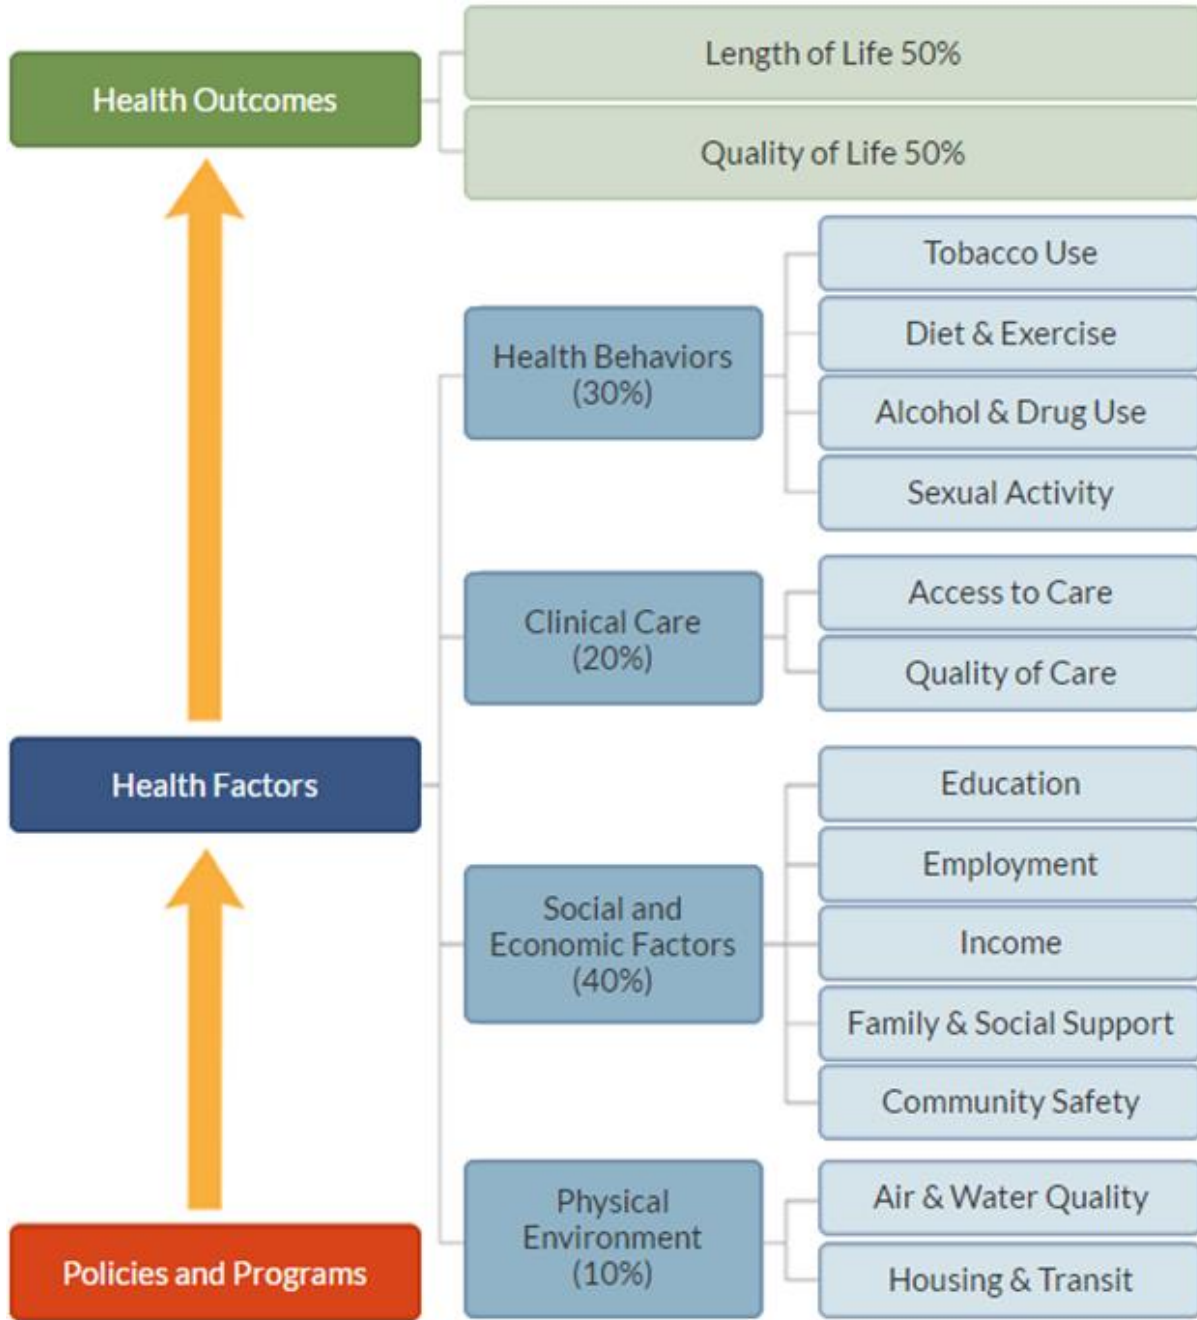 Health Outcomes
Length of Life 50%
Quality of Life 50%
Health Factors
Health Behaviors
(30%)
Tobacco Use
Diet & Exercise
Alcohol & Drug Use
Sexual Activity
Clinical Care
(20%)
Access to Care
Quality of Care
Social and
Economic Factors
(40%)
Education
Employment
Income
Family & Social Support
Community Safety
Physical
Environment
(10%)
Air & Water Quality
Housing & Transit
Policies and Programs